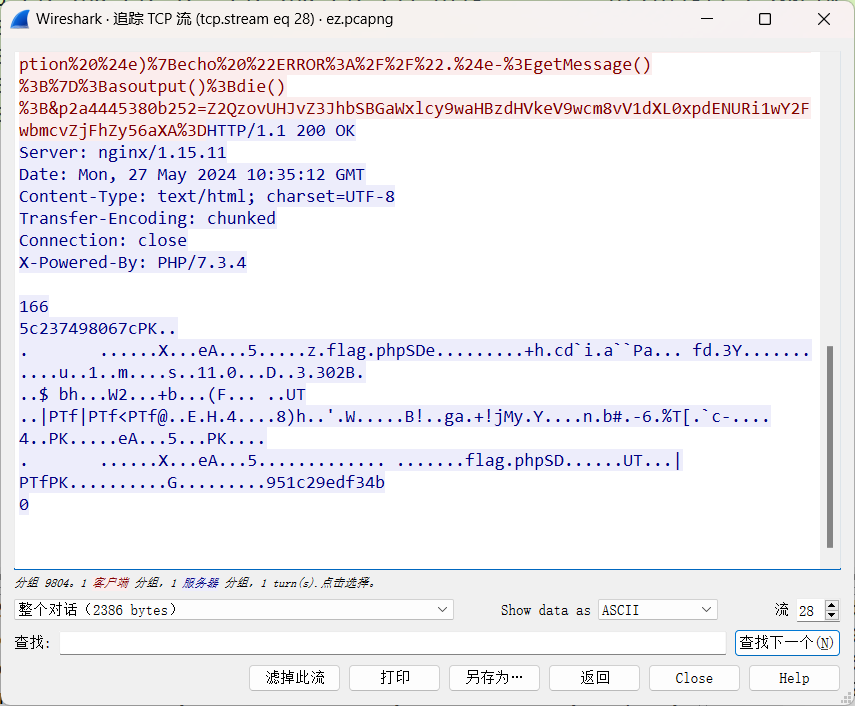 Wireshark · 追踪 TCP 流 (tcp.stream eq 28) · ez.pcapng
ption%20%24e)%7Becho%20%22ERROR%3A%2F%2F%22.%24e-%3EgetMessage()
%3B%7D%3Basoutput()%3Bdie()
%3B&p2a4445380b252=Z2QzovUHJvZ3JhbSBGaWxlcy9waHBzdHVkeV9wcm8vV1dXL0xpdENURi1wY2F
wbmcvZjFhZy56aXA%3DHTTP/1.1 200 OK
Server: nginx/1.15.11
Date: Mon, 27 May 2024 10:35:12 GMT
Content-Type: text/html; charset=UTF-8
Transfer-Encoding: chunked
Connection: close
X-Powered-By: PHP/7.3.4
166
5c237498067cPK..
.       ......X...eA...5.....z.flag.phpSDe.........+h.cd`i.a``Pa... fd.3Y.......
....u..1..m....s..11.0...D..3.302B.
..$ bh...W2...+b...(F... ..UT
..|PTf|PTf<PTf@..E.H.4....8)h..'.W.....B!..ga.+!jMy.Y....n.b#.-6.%T[.`c-....
4..PK.....eA...5...PK....
.       ......X...eA...5............. .......flag.phpSD......UT...|
PTfPK..........G.........951c29edf34b
0
分组 9804。1 客户端 分组, 1 服务器 分组, 1 turn(s).点击选择。
整个对话（2386 bytes） Show data as ASCII 流 28
查找: 查找下一个(N)
滤掉此流 打印 另存为… 返回 Close Help